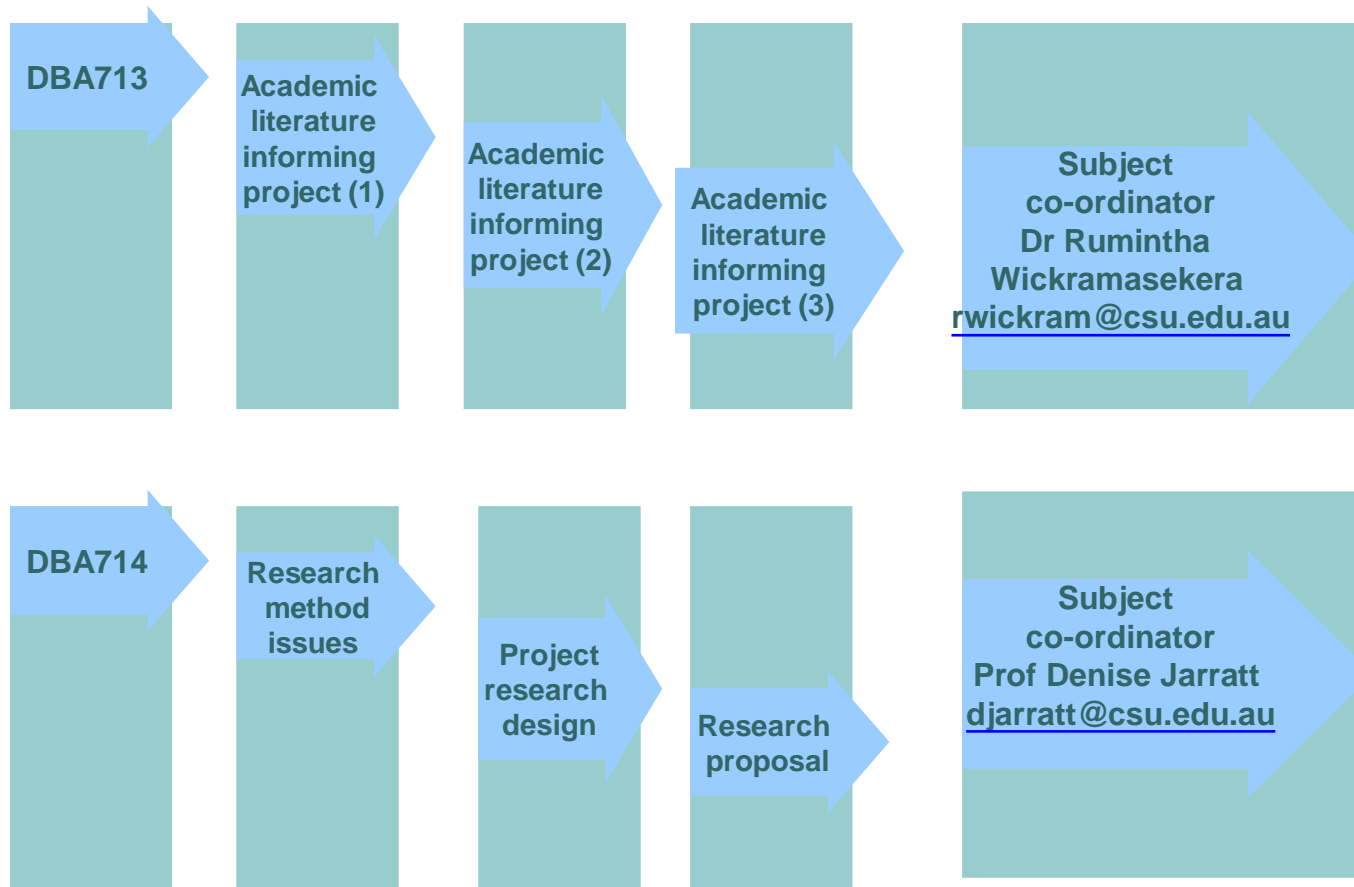 DBA713
Academic
literature
informing
project (1)
Academic
literature
informing
project (2)
Academic
literature
informing
project (3)
Subject
co-ordinator
Dr Rumintha
Wickramasekera
rwickram@csu.edu.au
DBA714
Research
method
issues
Project
research
design
Research
proposal
Subject
co-ordinator
Prof Denise Jarratt
djarratt@csu.edu.au